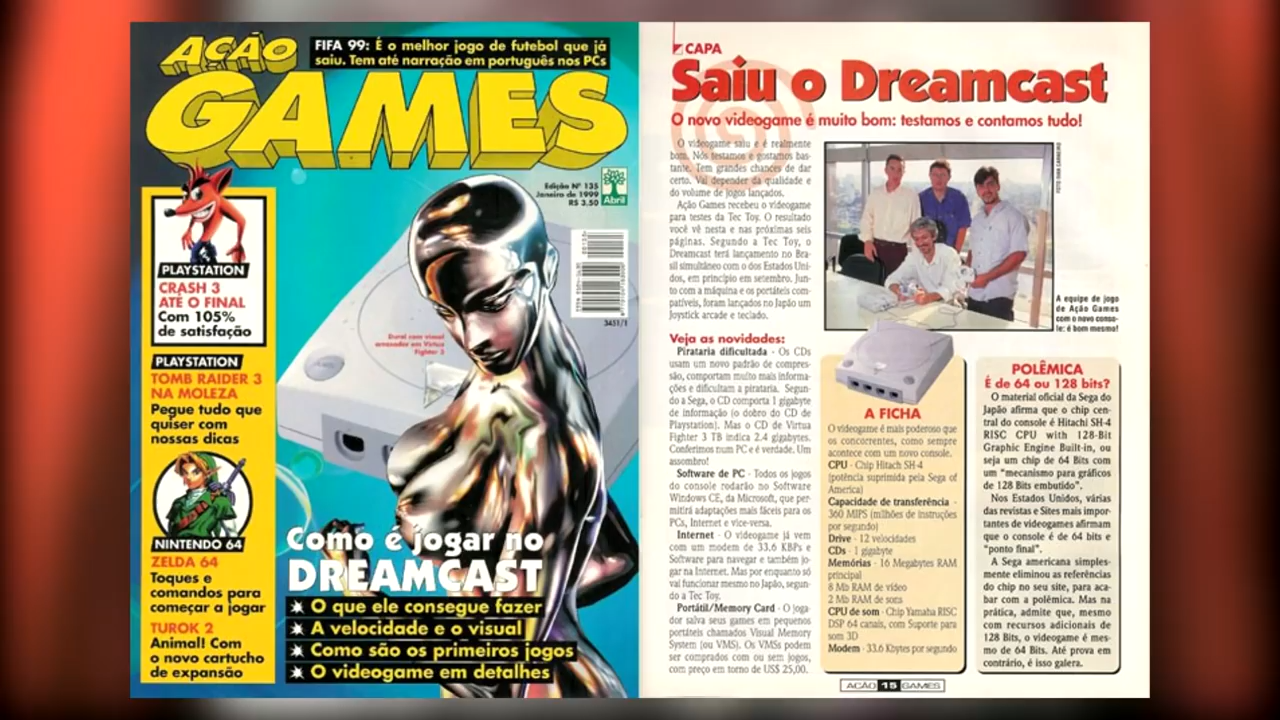 AÇÃO
GAMES
FIFA 99: É o melhor jogo de futebol que já
saiu. Tem até narração em português nos PCs
Edição Nº 135
Janeiro de 1999
R$ 3,50
Abril
3451/1
PLAYSTATION
CRASH 3
ATÉ O FINAL
Com 105%
de satisfação
PLAYSTATION
TOMB RAIDER 3
NA MOLEZA
Pegue tudo que
quiser com
nossas dicas
NINTENDO 64
ZELDA 64
Toques e
comandos para
começar a jogar
TUROK 2
Animal! Com
o novo cartucho
de expansão
Dural com visual
arrasador em Virtua
Fighter 3
Como é jogar no
DREAMCAST
O que ele consegue fazer
A velocidade e o visual
Como são os primeiros jogos
O videogame em detalhes
CAPA
Saiu o Dreamcast
O novo videogame é muito bom: testamos e contamos tudo!
O videogame saiu e é realmente
bom. Nós testamos e gostamos bas-
tante. Tem grandes chances de dar
certo. Vai depender da qualidade e
do volume de jogos lançados.
Ação Games recebeu o videogame
para testes da Tec Toy. O resultado
você vê nesta e nas próximas seis
páginas. Segundo a Tec Toy, o
Dreamcast terá lançamento no Bra-
sil simultâneo com o dos Estados Uni-
dos, em princípio em setembro. Jun-
to com a máquina e os portáteis com-
patíveis, foram lançados no Japão um
Joystick arcade e teclado.
Veja as novidades:
Pirataria dificultada - Os CDs
usam um novo padrão de compres-
são, comportam muito mais informa-
ções e dificultam a pirataria. Segun-
do a Sega, o CD comporta 1 gigabyte
de informação (o dobro do CD de
Playstation). Mas o CD de Virtua
Fighter 3 TB indica 2.4 gigabytes.
Conferimos num PC e é verdade. Um
assombro!
Software de PC - Todos os jogos
do console rodarão no Software
Windows CE, da Microsoft, que per-
mitirá adaptações mais fáceis para os
PCs, Internet e vice-versa.
Internet - O videogame já vem
com um modem de 33.6 KBPs e
Software para navegar e também jo-
gar na Internet. Mas por enquanto só
vai funcionar mesmo no Japão, segun-
do a Tec Toy.
Portátil/Memory Card - O joga-
dor salva seus games em pequenos
portáteis chamados Visual Memory
System (ou VMS). Os VMSs podem
ser comprados com ou sem jogos,
com preço em torno de US$ 25,00.
A equipe de jogo
de Ação Games
com o novo conso-
le: é bom mesmo!
A FICHA
O videogame é mais poderoso que
os concorrentes, como sempre
acontece com um novo console.
CPU - Chip Hitach SH-4
(potência suprimida pela Sega of
America)
Capacidade de transferência -
360 MIPS (milhões de instruções
por segundo)
Drive - 12 velocidades
CDs - 1 gigabyte
Memórias - 16 Megabytes RAM
principal
8 Mb RAM de vídeo
2 Mb RAM de som
CPU de som - Chip Yamaha RISC
DSP 64 canais, com Suporte para
som 3D
Modem - 33.6 Kbytes por segundo
POLÊMICA
É de 64 ou 128 bits?
O material oficial da Sega do
Japão afirma que o chip cen-
tral do console é Hitachi SH-4
RISC CPU with 128-Bit
Graphic Engine Built-in, ou
seja um chip de 64 Bits com
um "mecanismo para gráficos
de 128 Bits embutido".
Nos Estados Unidos, várias
das revistas e Sites mais impor-
tantes de videogames afirmam
que o console é de 64 bits e
"ponto final".
A Sega americana simples-
mente eliminou as referências
do chip no seu site, para aca-
bar com a polêmica. Mas na
prática, admite que, mesmo
com recursos adicionais de
128 Bits, o videogame é mes-
mo de 64 Bits. Até prova em
contrário, é isso galera.
AÇÃO 15 GAMES